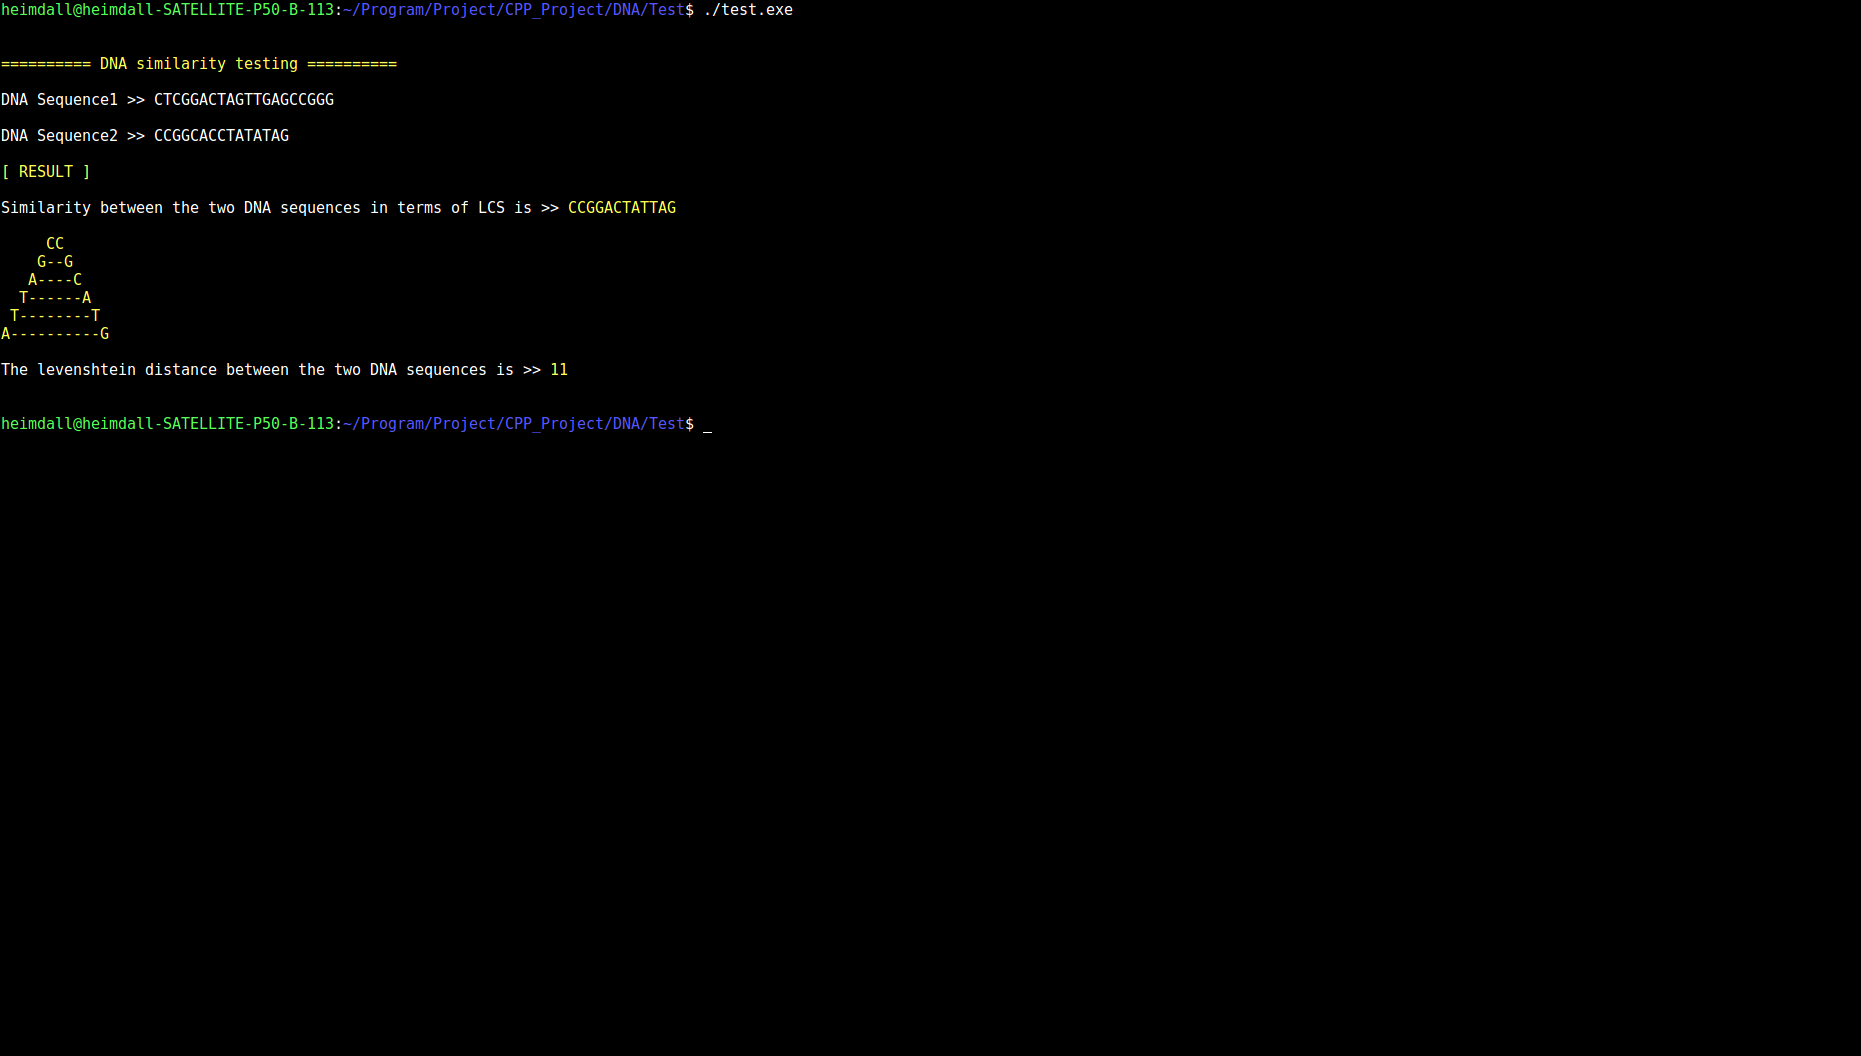 heimdall@heimdall-SATELLITE-P50-B-113:~/Program/Project/CPP_Project/DNA/Test$ ./test.exe
========== DNA similarity testing ==========
DNA Sequence1 >> CTCGGACTAGTTGAGCCGGG
DNA Sequence2 >> CCGGCACCTATATAG
[ RESULT ]
Similarity between the two DNA sequences in terms of LCS is >> CCGGACTATTAG
     CC
    G--G
   A----C
  T------A
 T--------T
A----------G
The levenshtein distance between the two DNA sequences is >> 11
heimdall@heimdall-SATELLITE-P50-B-113:~/Program/Project/CPP_Project/DNA/Test$ _